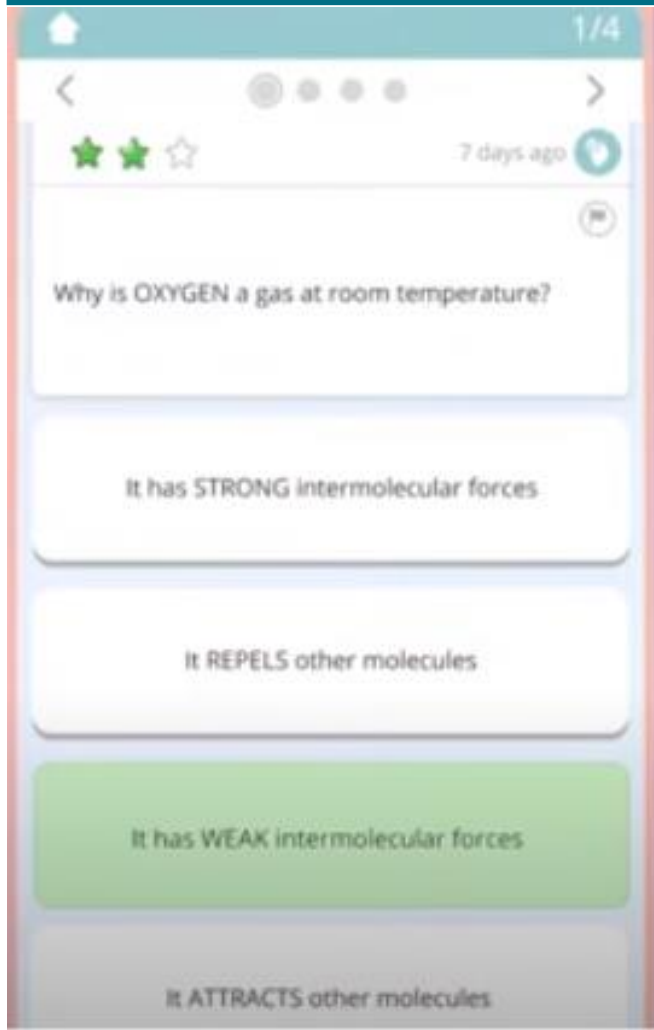 1/4
7 days ago
Why is OXYGEN a gas at room temperature?
It has STRONG intermolecular forces
It REPELS other molecules
It has WEAK intermolecular forces
It ATTRACTS other molecules